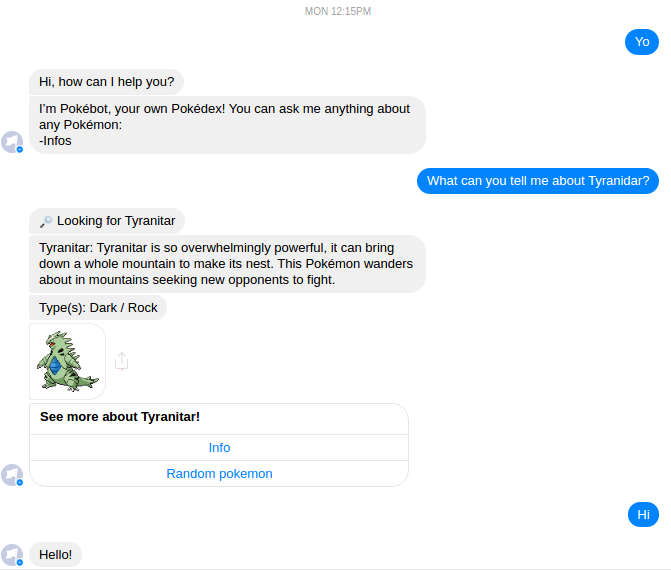 MON 12:15PM
Yo
Hi, how can I help you?
I'm Pokébot, your own Pokédex! You can ask me anything about
any Pokémon:
-Infos
What can you tell me about Tyranidar?
🔎 Looking for Tyranitar
Tyranitar: Tyranitar is so overwhelmingly powerful, it can bring
down a whole mountain to make its nest. This Pokémon wanders
about in mountains seeking new opponents to fight.
Type(s): Dark / Rock
See more about Tyranitar!
Info
Random pokemon
Hi
Hello!